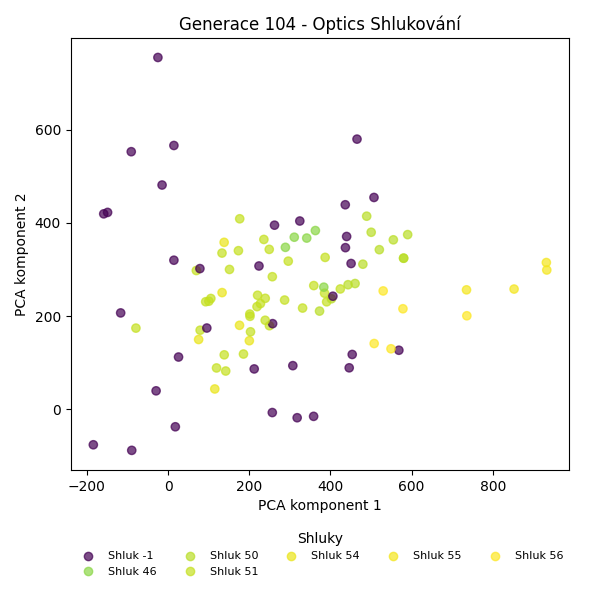 Generace 104 - Optics Shlukování
600
400
200
0
PCA komponent 2
−200 0 200 400 600 800
PCA komponent 1
Shluky
Shluk -1 Shluk 50 Shluk 54 Shluk 55 Shluk 56
Shluk 46 Shluk 51